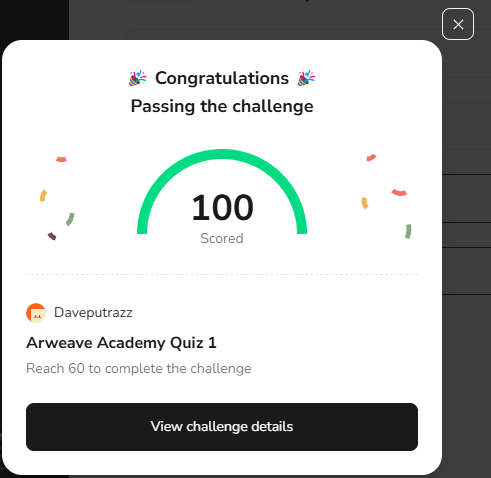 Congratulations
Passing the challenge
100
Scored
Daveputrazz
Arweave Academy Quiz 1
Reach 60 to complete the challenge
View challenge details